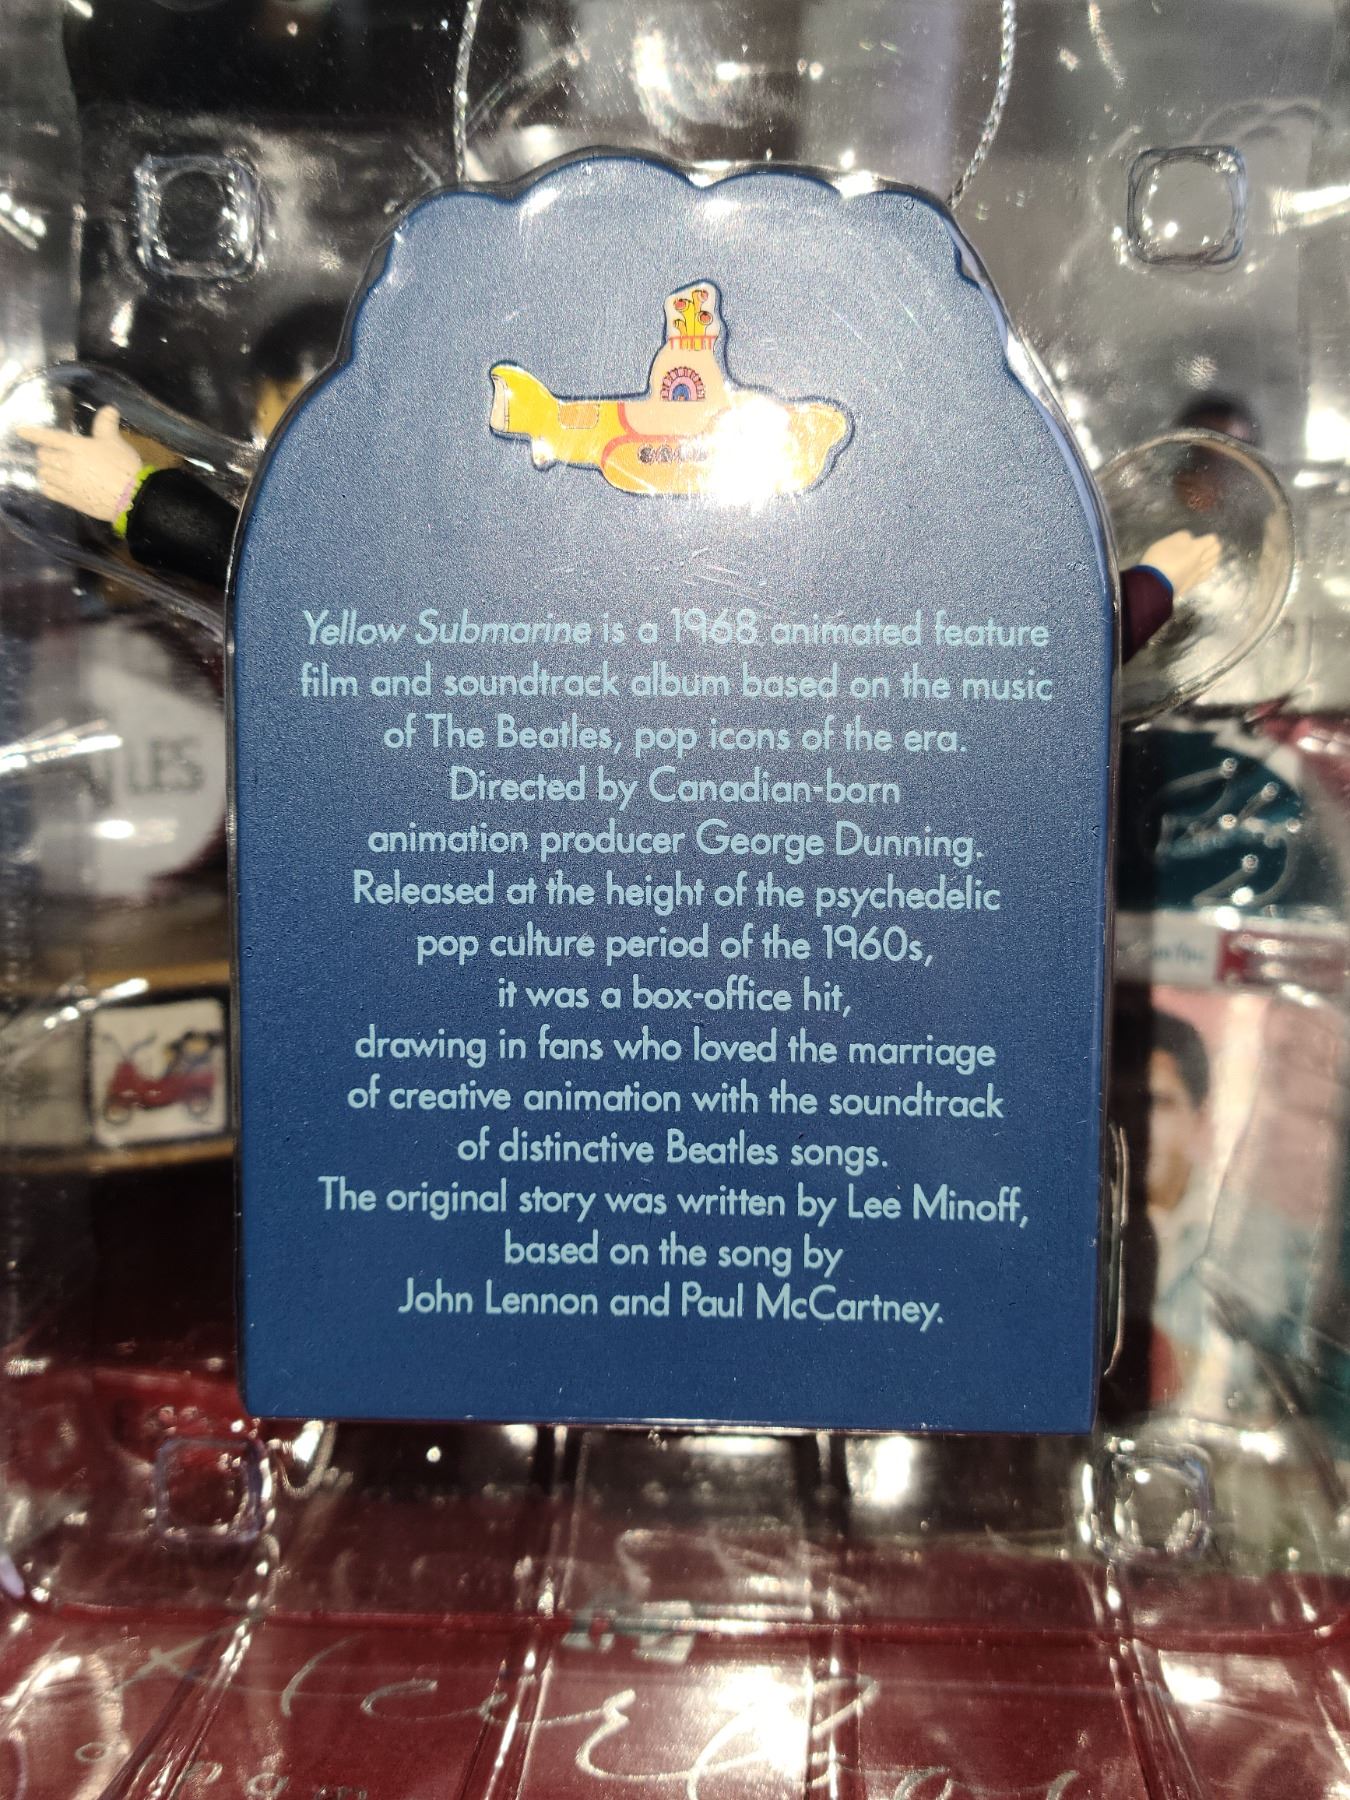 Yellow Submarine is a 1968 animated feature
film and soundtrack album based on the music
of The Beatles, pop icons of the era.
Directed by Canadian-born
animation producer George Dunning.
Released at the height of the psychedelic
pop culture period of the 1960s,
it was a box-office hit,
drawing in fans who loved the marriage
of creative animation with the soundtrack
of distinctive Beatles songs.
The original story was written by Lee Minoff,
based on the song by
John Lennon and Paul McCartney.